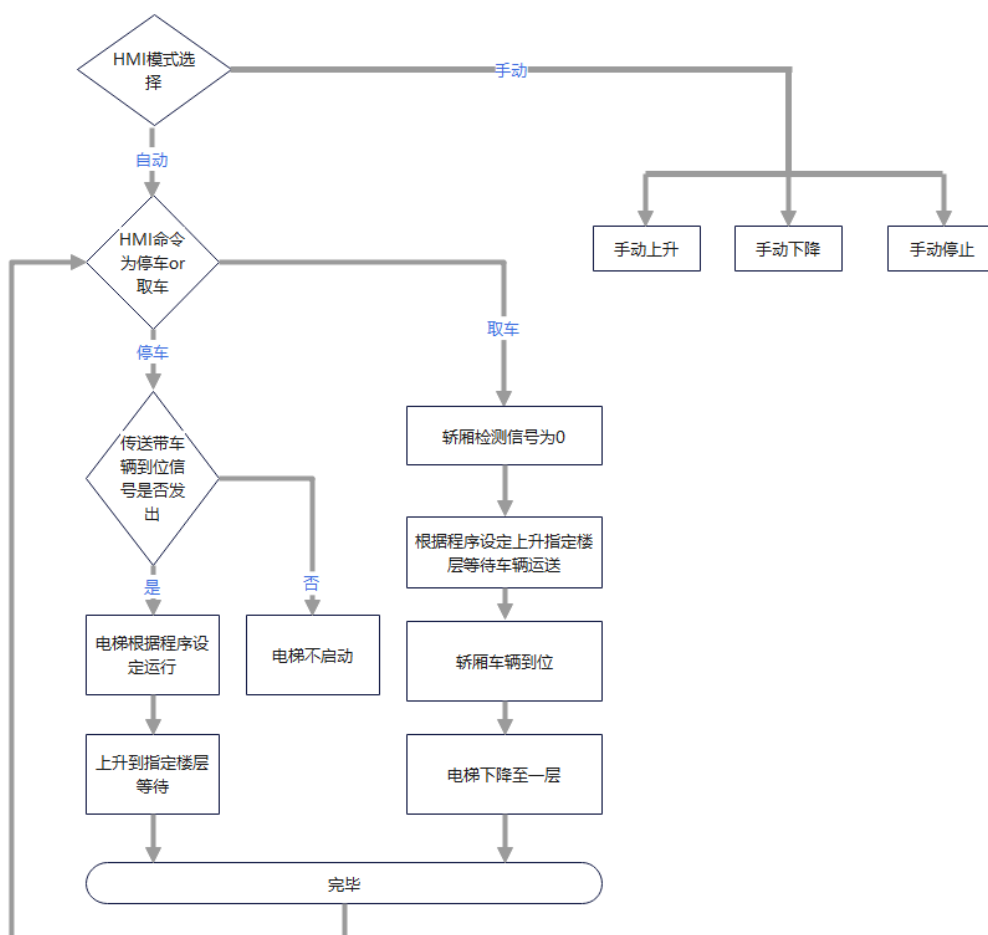 HMI模式选
择
手动
自动
HMI命令
为停车or
取车
手动上升
手动下降
手动停止
取车
停车
传送带车
辆到位信
号是否发
出
轿厢检测信号为0
根据程序设定上升指定楼
层等待车辆运送
是
否
电梯根据程序设
定运行
电梯不启动
轿厢车辆到位
上升到指定楼层
等待
电梯下降至一层
完毕